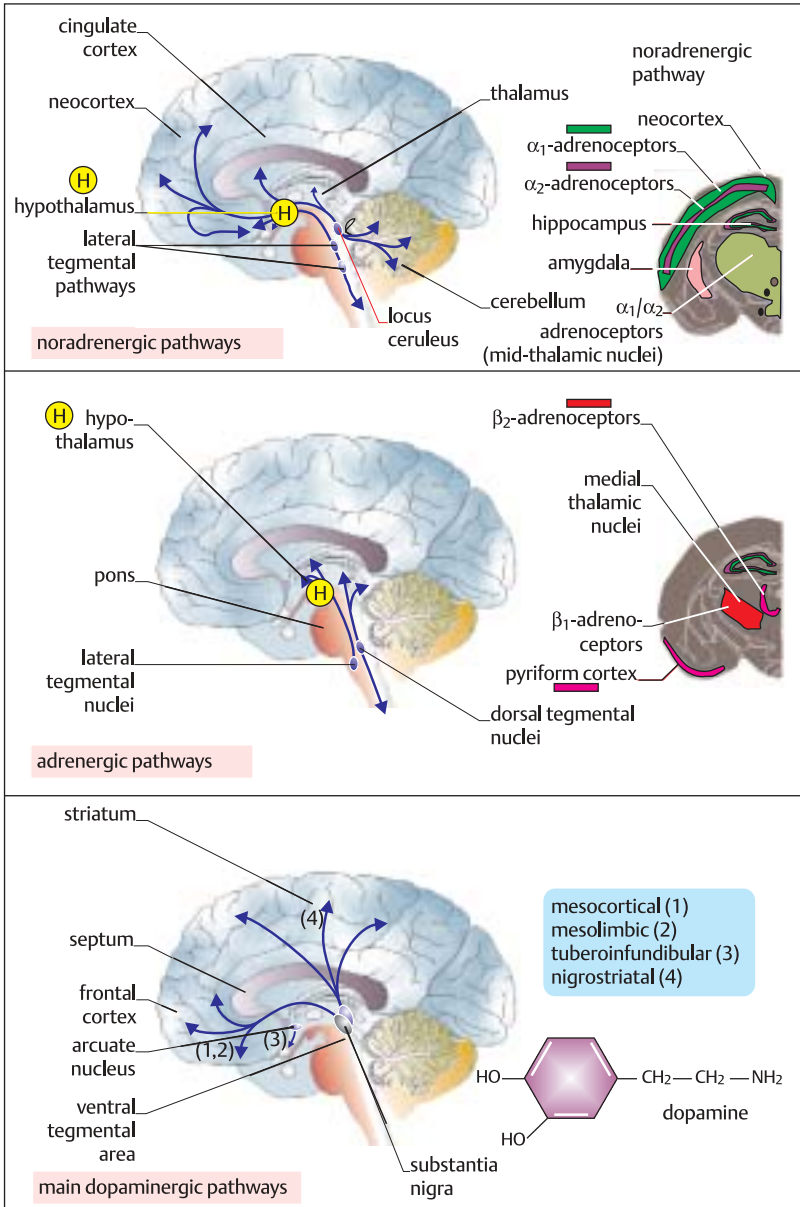 cingulate
cortex
neocortex
H
hypothalamus
H
lateral
tegmental
pathways
thalamus
cerebellum
locus
ceruleus
noradrenergic
pathway
neocortex
α1-adrenoceptors
α2-adrenoceptors
hippocampus
amygdala
α1/α2
adrenoceptors
(mid-thalamic nuclei)
noradrenergic pathways
H
hypo-
thalamus
pons
H
lateral
tegmental
nuclei
dorsal tegmental
nuclei
β2-adrenoceptors
medial
thalamic
nuclei
β1-adreno-
ceptors
pyriform cortex
adrenergic pathways
striatum
(4)
septum
frontal
cortex
arcuate
nucleus
(1,2)
(3)
ventral
tegmental
area
substantia
nigra
mesocortical (1)
mesolimbic (2)
tuberoinfundibular (3)
nigrostriatal (4)
HO
CH2 CH2 NH2
HO
dopamine
main dopaminergic pathways